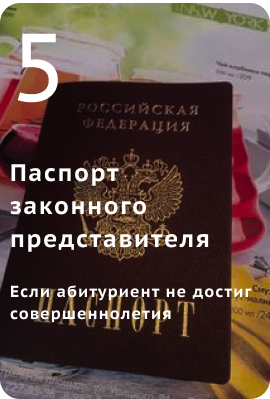 NEW YORK
5
РОССИЙСКАЯ
ФЕДЕРАЦИЯ
Паспорт
законного
представителя
Если абитуриент не достиг
совершеннолетия
ПАСПОРТ